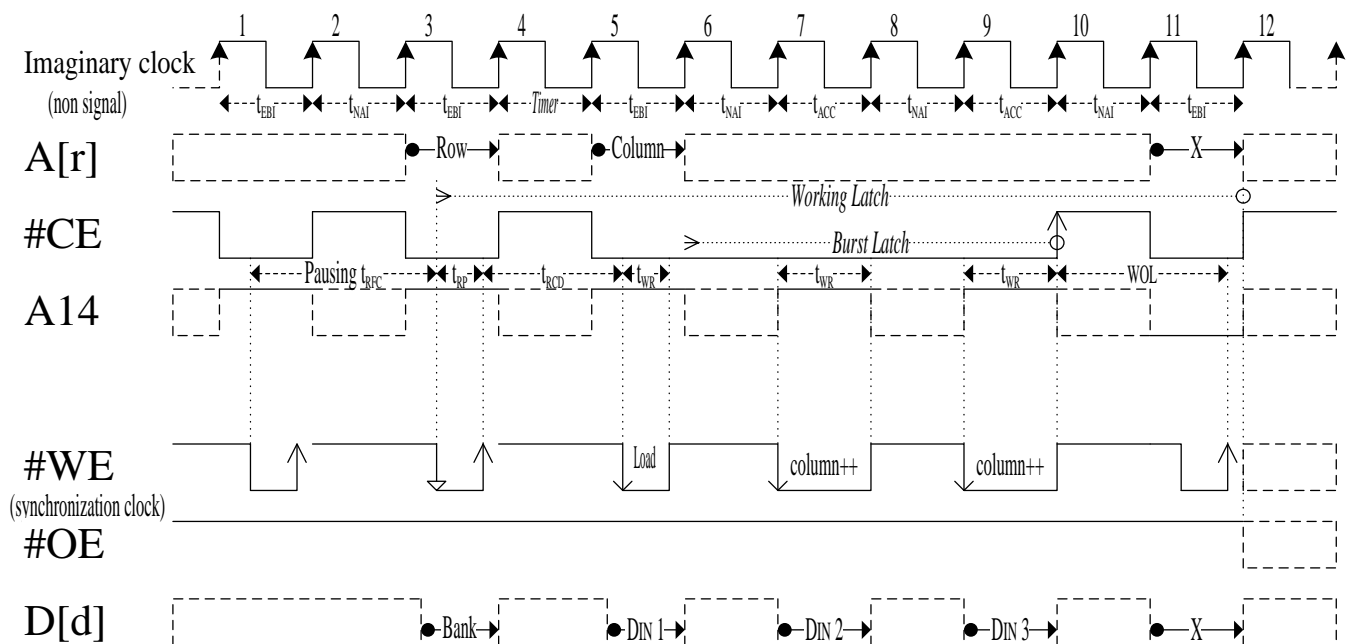 1 2 3 4 5 6 7 8 9 10 11 12
Imaginary clock
(non signal)
tEBI tNAI tEBI Timer tEBI tNAI tACC tNAI tACC tNAI tEBI
A[r] Row Column X
Working Latch
#CE
Burst Latch
Pausing tRFC tRP tRCD tWR tWR tWR WOL
A14
#WE Load column++ column++
(synchronization clock)
#OE
D[d] Bank DIN 1 DIN 2 DIN 3 X